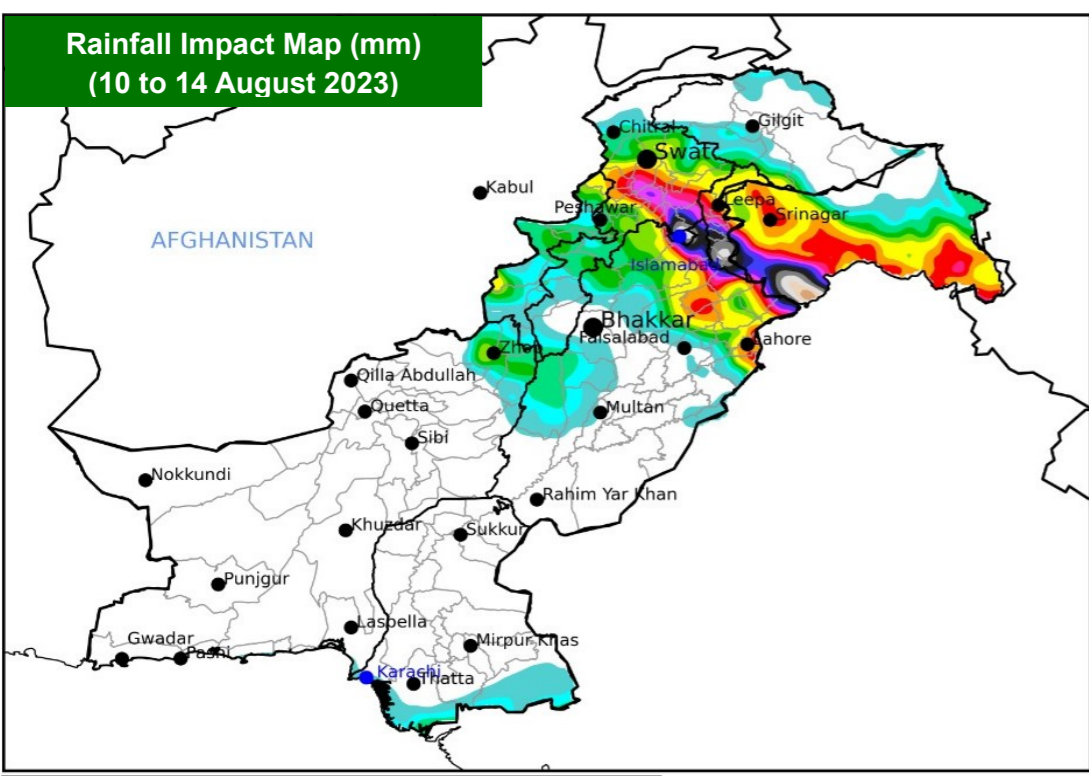 Rainfall Impact Map (mm)
(10 to 14 August 2023)
Chitral
Gilgit
Swat
Kabul
Leepa
Peshawar
Srinagar
AFGHANISTAN
Islamabad
Bhakkar
Faisalabad
Lahore
Zhob
Qilla Abdullah
Quetta
Multan
Sibi
Nokkundi
Rahim Yar Khan
Khuzdar
Sukkur
Punjgur
Lasbella
Gwadar
Mirpur Khas
Pasni
Karachi
Thatta